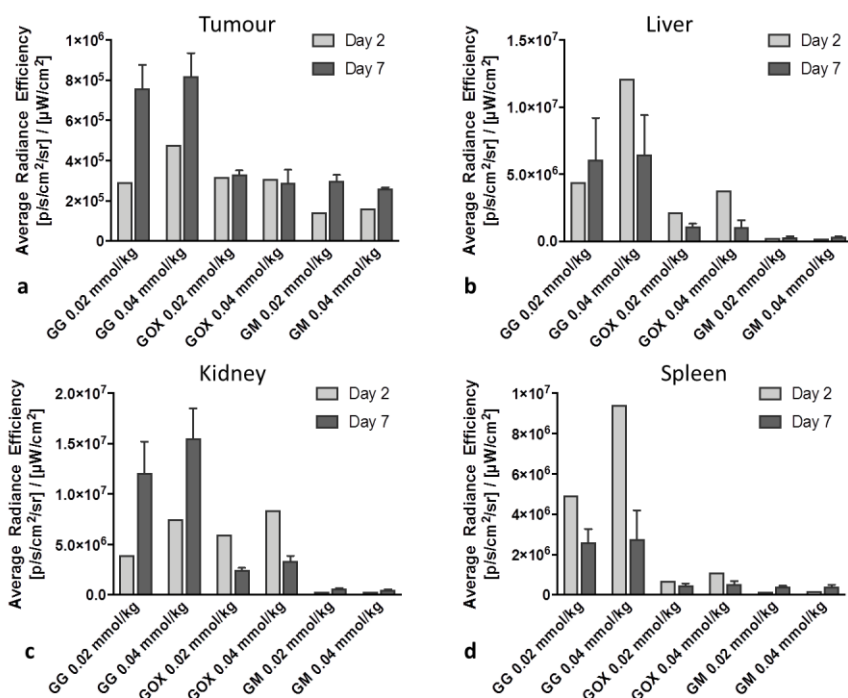 Tumour
Average Radiance Efficiency
[p/s/cm²/sr] / [µW/cm²]
1×10⁶
8×10⁵
6×10⁵
4×10⁵
2×10⁵
0
Day 2
Day 7
GG 0.02 mmol/kg
GG 0.04 mmol/kg
GOX 0.02 mmol/kg
GOX 0.04 mmol/kg
GM 0.02 mmol/kg
GM 0.04 mmol/kg
a
Liver
Average Radiance Efficiency
[p/s/cm²/sr] / [µW/cm²]
1.5×10⁷
1.0×10⁷
5.0×10⁶
0.0
Day 2
Day 7
GG 0.02 mmol/kg
GG 0.04 mmol/kg
GOX 0.02 mmol/kg
GOX 0.04 mmol/kg
GM 0.02 mmol/kg
GM 0.04 mmol/kg
b
Kidney
Average Radiance Efficiency
[p/s/cm²/sr] / [µW/cm²]
2.0×10⁷
1.5×10⁷
1.0×10⁷
5.0×10⁶
0.0
Day 2
Day 7
GG 0.02 mmol/kg
GG 0.04 mmol/kg
GOX 0.02 mmol/kg
GOX 0.04 mmol/kg
GM 0.02 mmol/kg
GM 0.04 mmol/kg
c
Spleen
Average Radiance Efficiency
[p/s/cm²/sr] / [µW/cm²]
1×10⁷
8×10⁶
6×10⁶
4×10⁶
2×10⁶
0
Day 2
Day 7
GG 0.02 mmol/kg
GG 0.04 mmol/kg
GOX 0.02 mmol/kg
GOX 0.04 mmol/kg
GM 0.02 mmol/kg
GM 0.04 mmol/kg
d